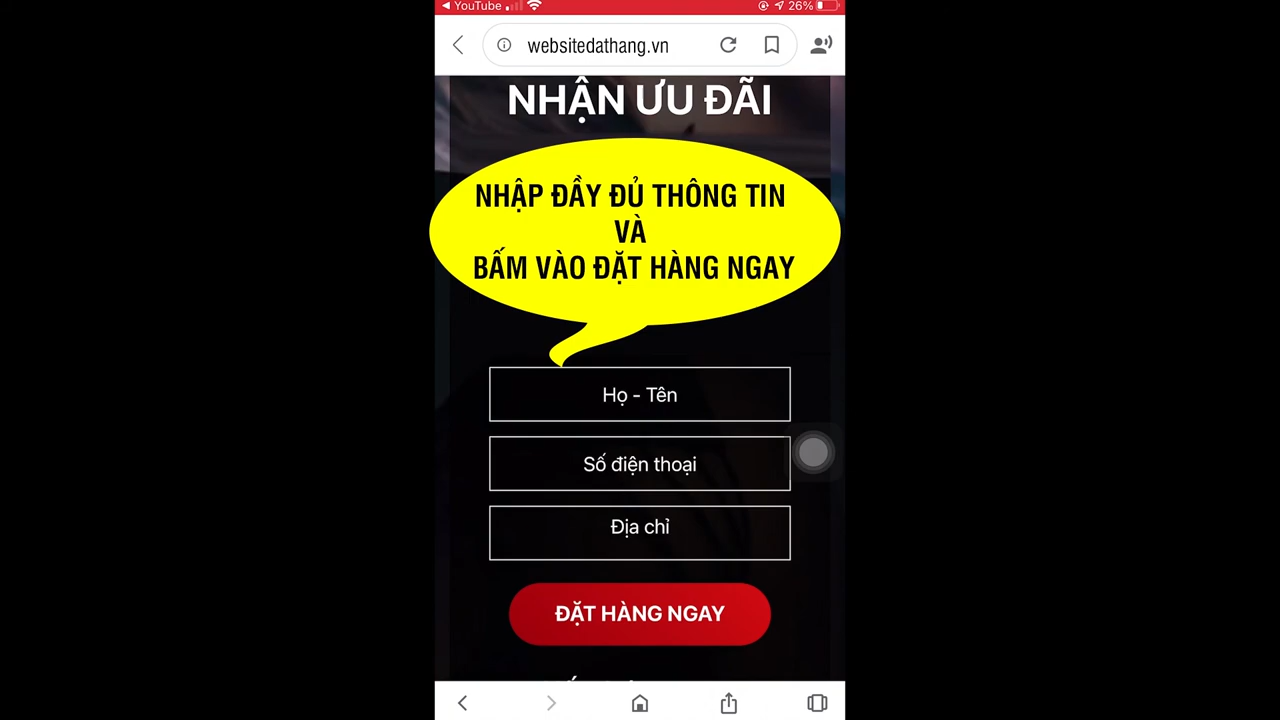 YouTube
26%
websitedathang.vn
NHẬN ƯU ĐÃI
NHẬP ĐẦY ĐỦ THÔNG TIN
VÀ
BẤM VÀO ĐẶT HÀNG NGAY
Họ - Tên
Số điện thoại
Địa chỉ
ĐẶT HÀNG NGAY